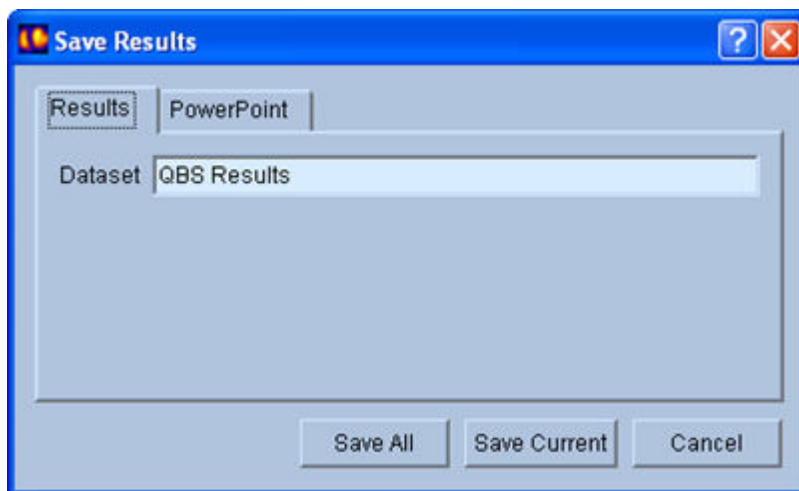 Save Results
Results PowerPoint
Dataset QBS Results
Save All Save Current Cancel